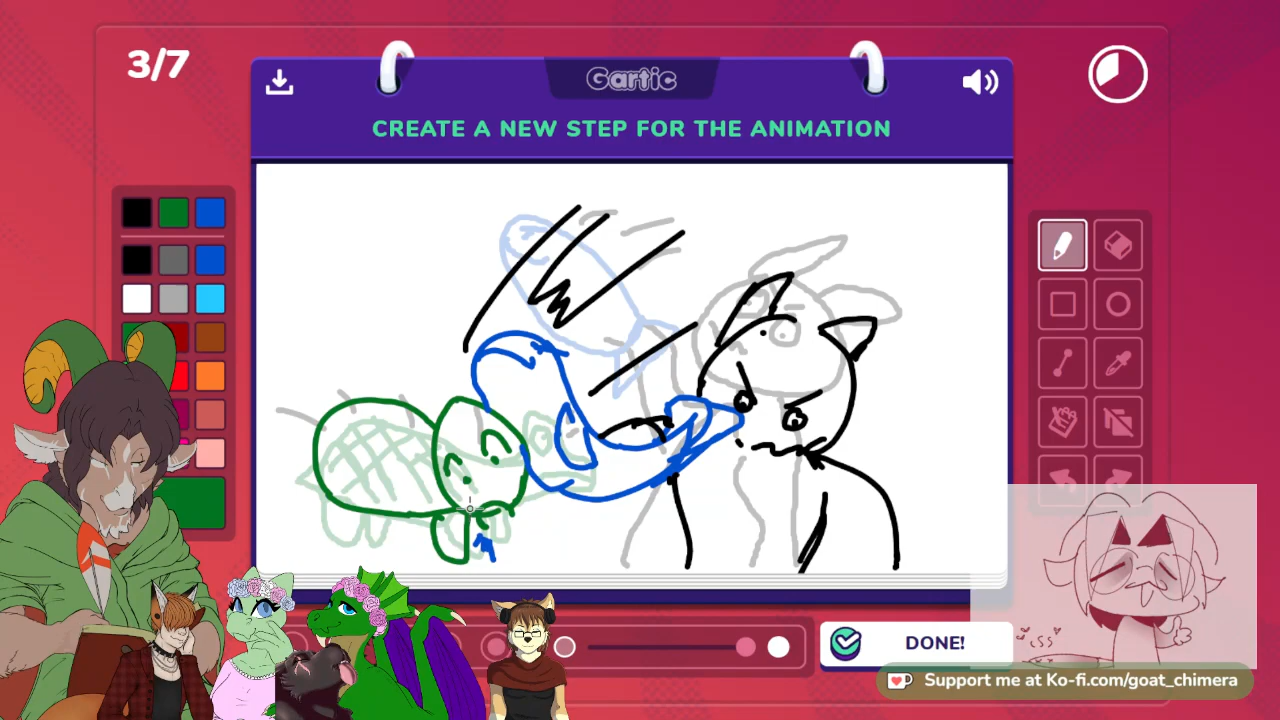 3/7
Gartic
CREATE A NEW STEP FOR THE ANIMATION
DONE!
Support me at Ko-fi.com/goat_chimera